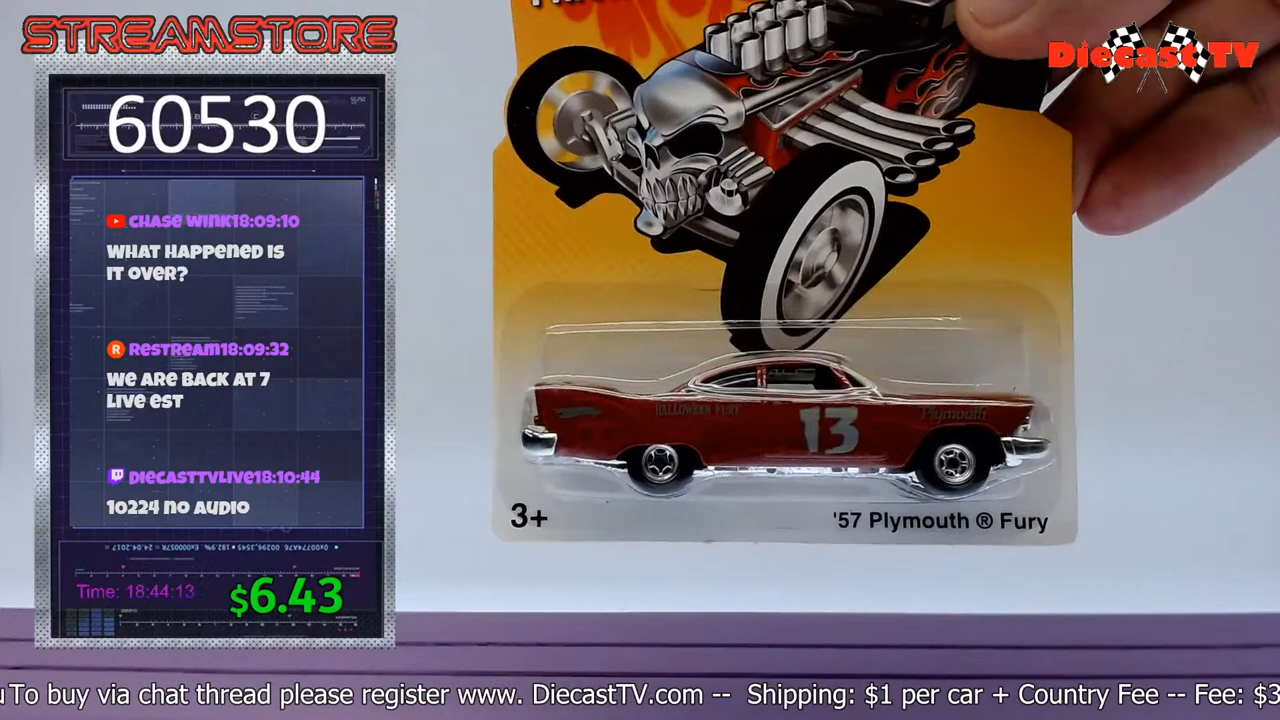 STREAMSTORE
60530
CHASE WINK18:09:10
WHAT HAPPENED IS
IT OVER?
RESTREAM18:09:32
WE ARE BACK AT 7
LIVE EST
DIECASTTVLIVE18:10:44
10224 NO AUDIO
Time: 18:44:13
$6.43
Diecast TV
HALLOWEEN FURY
13
Plymouth
3+
'57 Plymouth ® Fury
To buy via chat thread please register www. DiecastTV.com -- Shipping: $1 per car + Country Fee -- Fee: $3